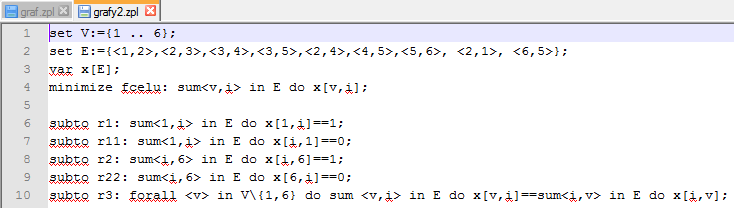 graf.zpl grafy2.zpl
1 set V:={1 .. 6};
2 set E:={<1,2>,<2,3>,<3,4>,<3,5>,<2,4>,<4,5>,<5,6>, <2,1>, <6,5>};
3 var x[E];
4 minimize fcelu: sum<v,i> in E do x[v,i];
5
6 subto r1: sum<1,i> in E do x[1,i]==1;
7 subto r11: sum<1,i> in E do x[i,1]==0;
8 subto r2: sum<i,6> in E do x[i,6]==1;
9 subto r22: sum<i,6> in E do x[6,i]==0;
10 subto r3: forall <v> in V\{1,6} do sum <v,i> in E do x[v,i]==sum<i,v> in E do x[i,v];